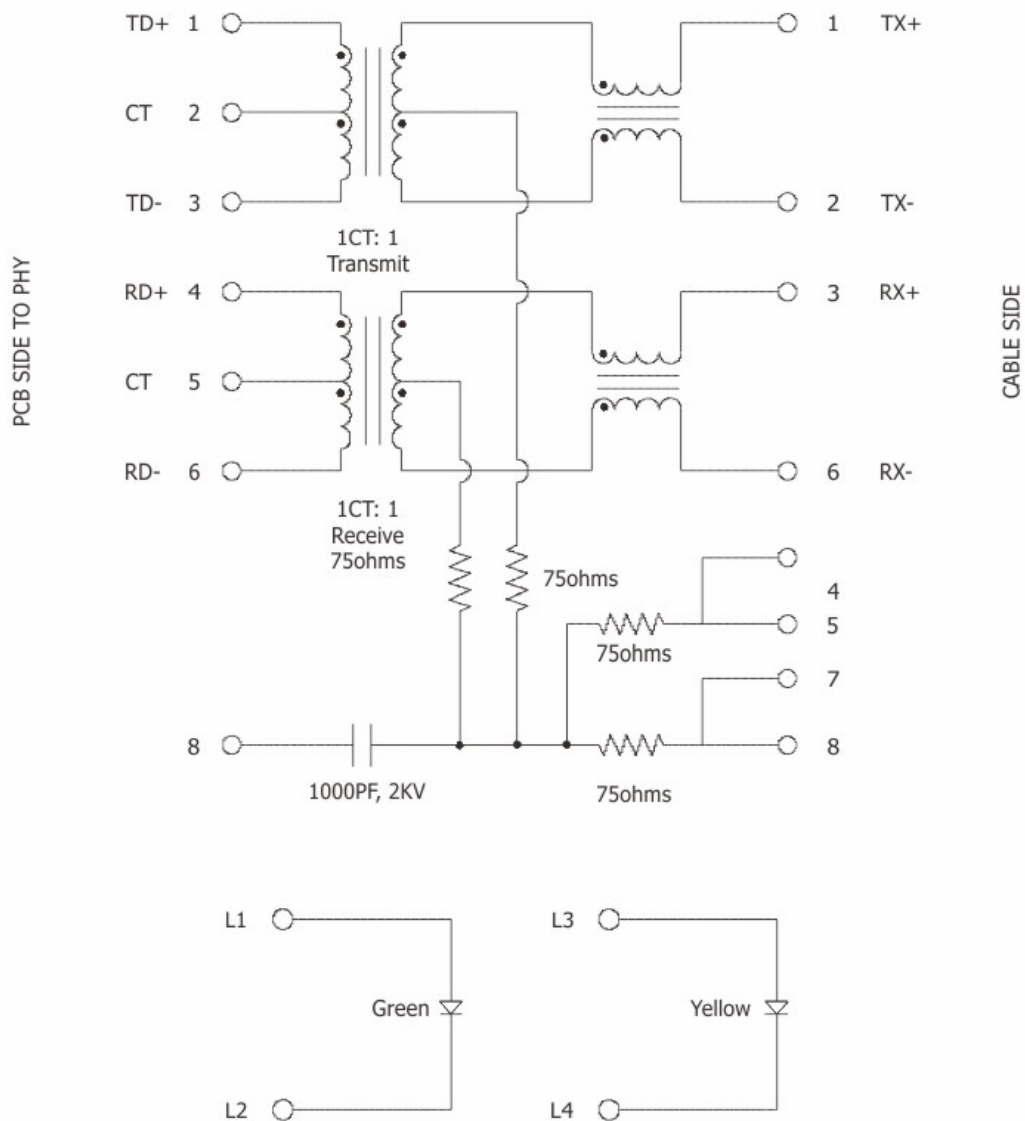 TD+ 1
1 TX+
CT 2
TD- 3
2 TX-
1CT: 1
Transmit
PCB SIDE TO PHY
CABLE SIDE
RD+ 4
3 RX+
CT 5
RD- 6
6 RX-
1CT: 1
Receive
75ohms
75ohms
4
5
75ohms
7
8
8
1000PF, 2KV
75ohms
L1
L3
Green
Yellow
L2
L4